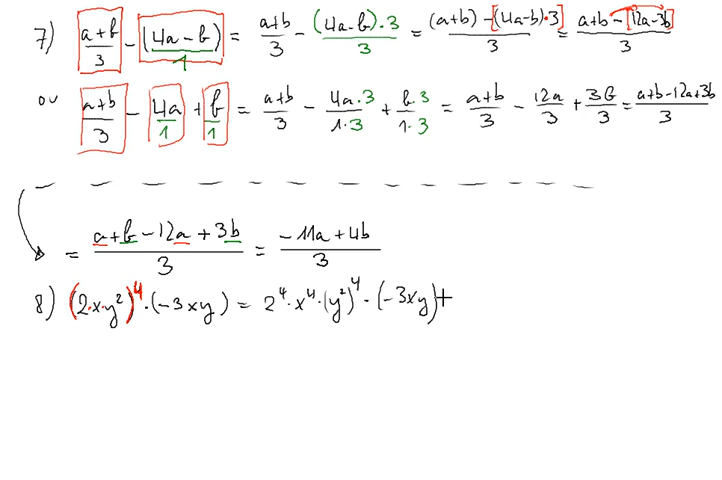 7) (a+b)/3 - (4a-b)/1 = (a+b)/3 - (4a-b)·3/3 = (a+b)-[(4a-b)·3]/3 = a+b-[12a-3b]/3
ou (a+b)/3 - 4a/1 + b/1 = (a+b)/3 - 4a·3/1·3 + b·3/1·3 = (a+b)/3 - 12a/3 + 3b/3 = a+b-12a+3b/3
= a+b-12a+3b/3 = -11a+4b/3
8) (2·x·y²)⁴·(-3xy) = 2⁴·x⁴·(y²)⁴·(-3xy)+